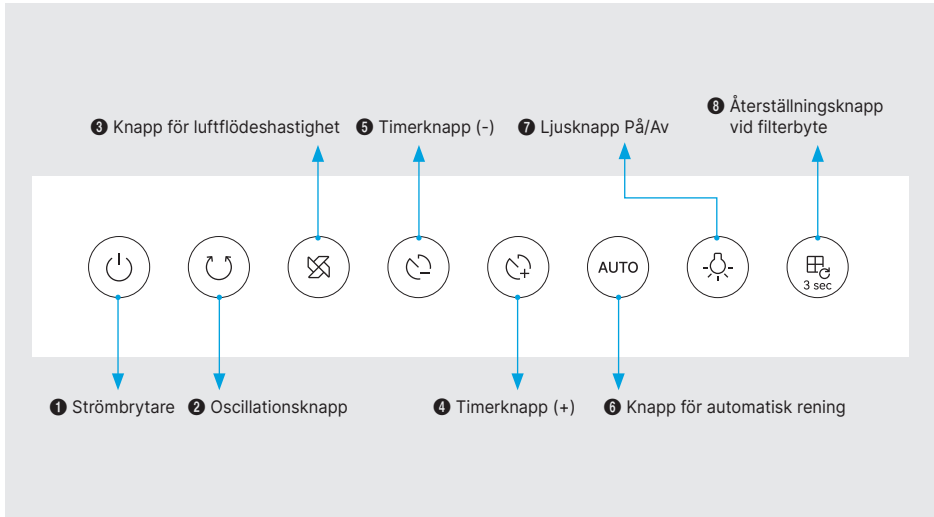 ❽ Återställningsknapp
vid filterbyte
❸ Knapp för luftflödeshastighet
❺ Timerknapp (-)
❼ Ljusknapp På/Av
AUTO
3 sec
❶ Strömbrytare
❷ Oscillationsknapp
❹ Timerknapp (+)
❻ Knapp för automatisk rening